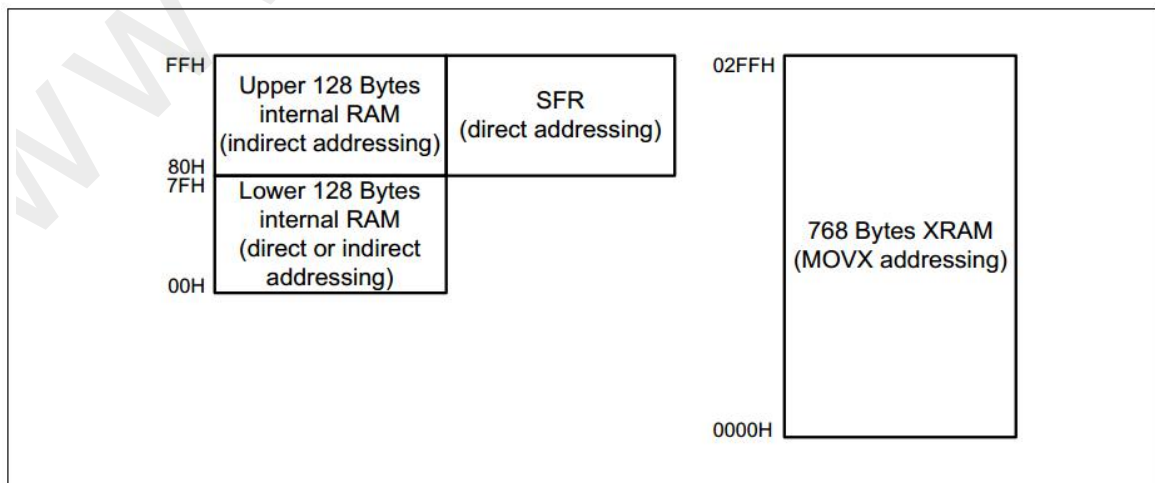 FFH
Upper 128 Bytes
internal RAM
(indirect addressing)
80H
SFR
(direct addressing)
7FH
Lower 128 Bytes
internal RAM
(direct or indirect
addressing)
00H
02FFH
768 Bytes XRAM
(MOVX addressing)
0000H